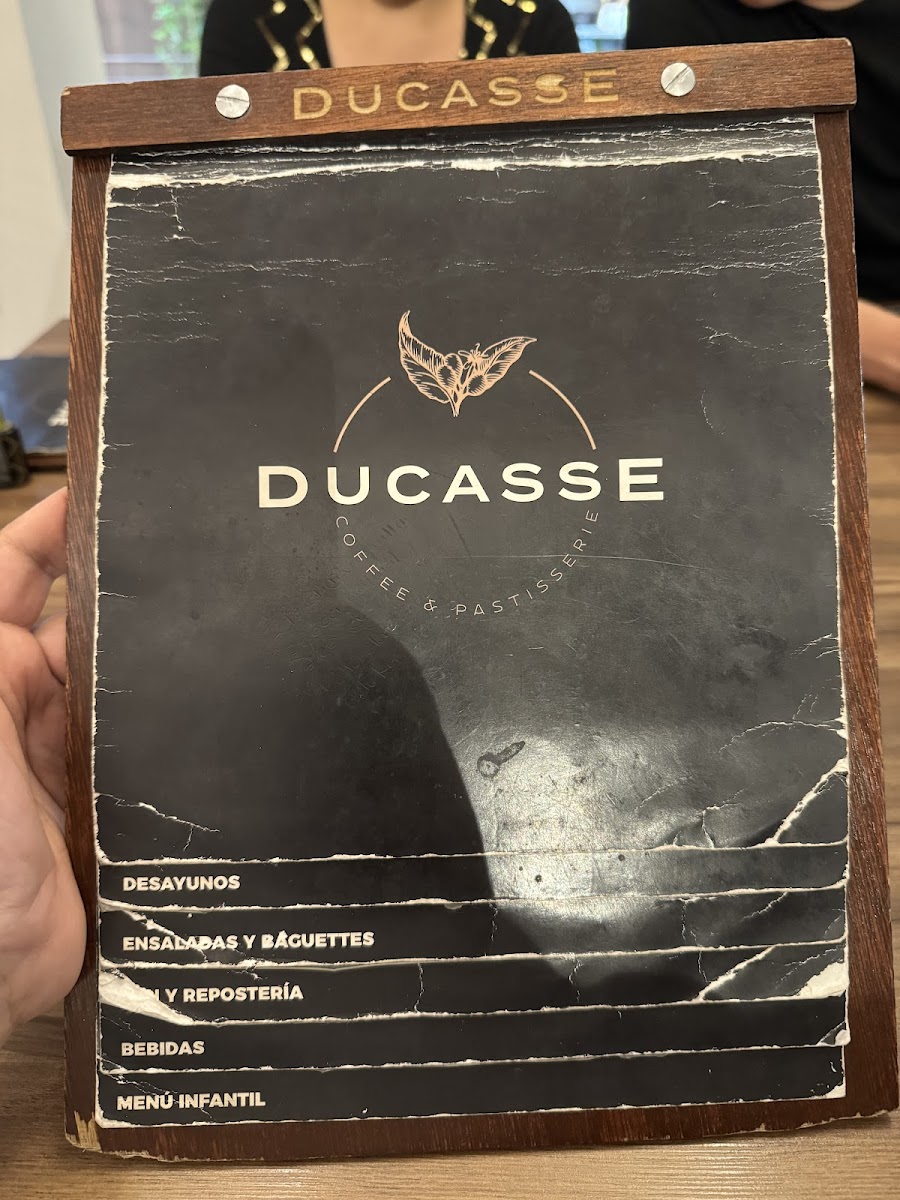 DUCASSE
DUCASSE
COFFEE & PASTISSERIE
DESAYUNOS
ENSALADAS Y BAGUETTES
Y REPOSTERÍA
BEBIDAS
MENÚ INFANTIL